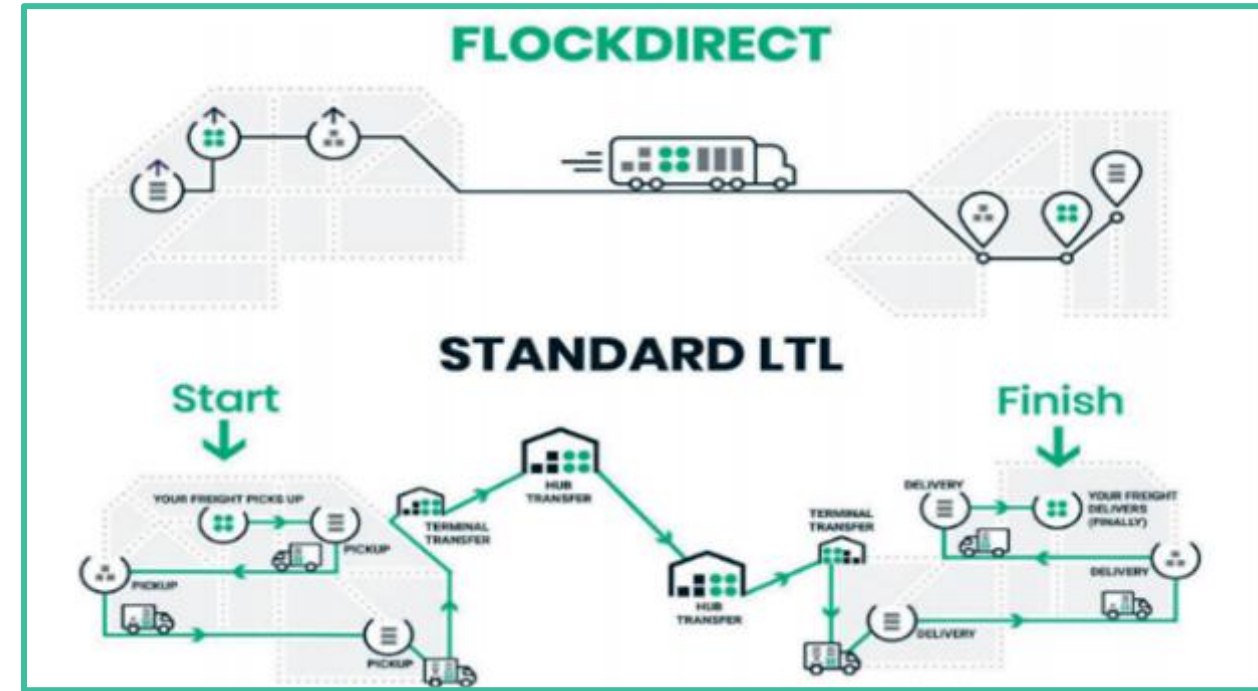 FLOCKDIRECT
STANDARD LTL
Start
Finish
YOUR FREIGHT PICKS UP
PICKUP
PICKUP
PICKUP
TERMINAL
TRANSFER
HUB
TRANSFER
HUB
TRANSFER
TERMINAL
TRANSFER
DELIVERY
DELIVERY
DELIVERY
YOUR FREIGHT
DELIVERS
(FINALLY)